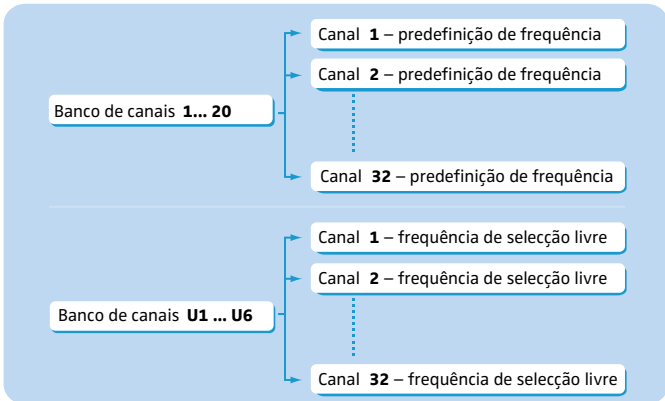 Canal 1 – predefinição de frequência
Canal 2 – predefinição de frequência
Banco de canais 1... 20
Canal 32 – predefinição de frequência
Canal 1 – frequência de selecção livre
Canal 2 – frequência de selecção livre
Banco de canais U1 ... U6
Canal 32 – frequência de selecção livre